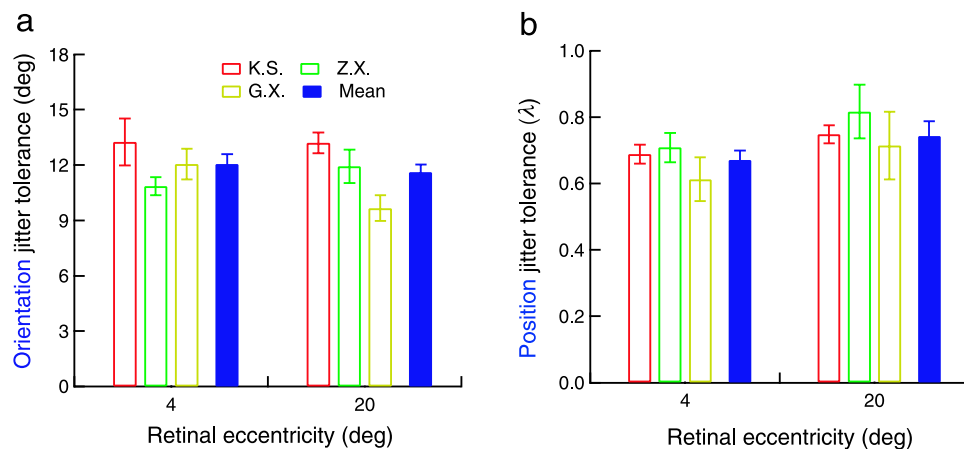 a
Orientation jitter tolerance (deg)
18
15
12
9
6
3
0
K.S. Z.X.
G.X. Mean
4 20
Retinal eccentricity (deg)
b
Position jitter tolerance (λ)
1.0
0.8
0.6
0.4
0.2
0.0
4 20
Retinal eccentricity (deg)